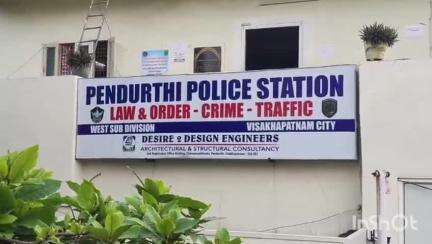 PENDURTHI POLICE STATION
LAW & ORDER - CRIME - TRAFFIC
WEST SUB DIVISION VISAKHAPATNAM CITY
DESIRE 2 DESIGN ENGINEERS
ARCHITECTURAL & STRUCTURAL CONSULTANCY
InShOt